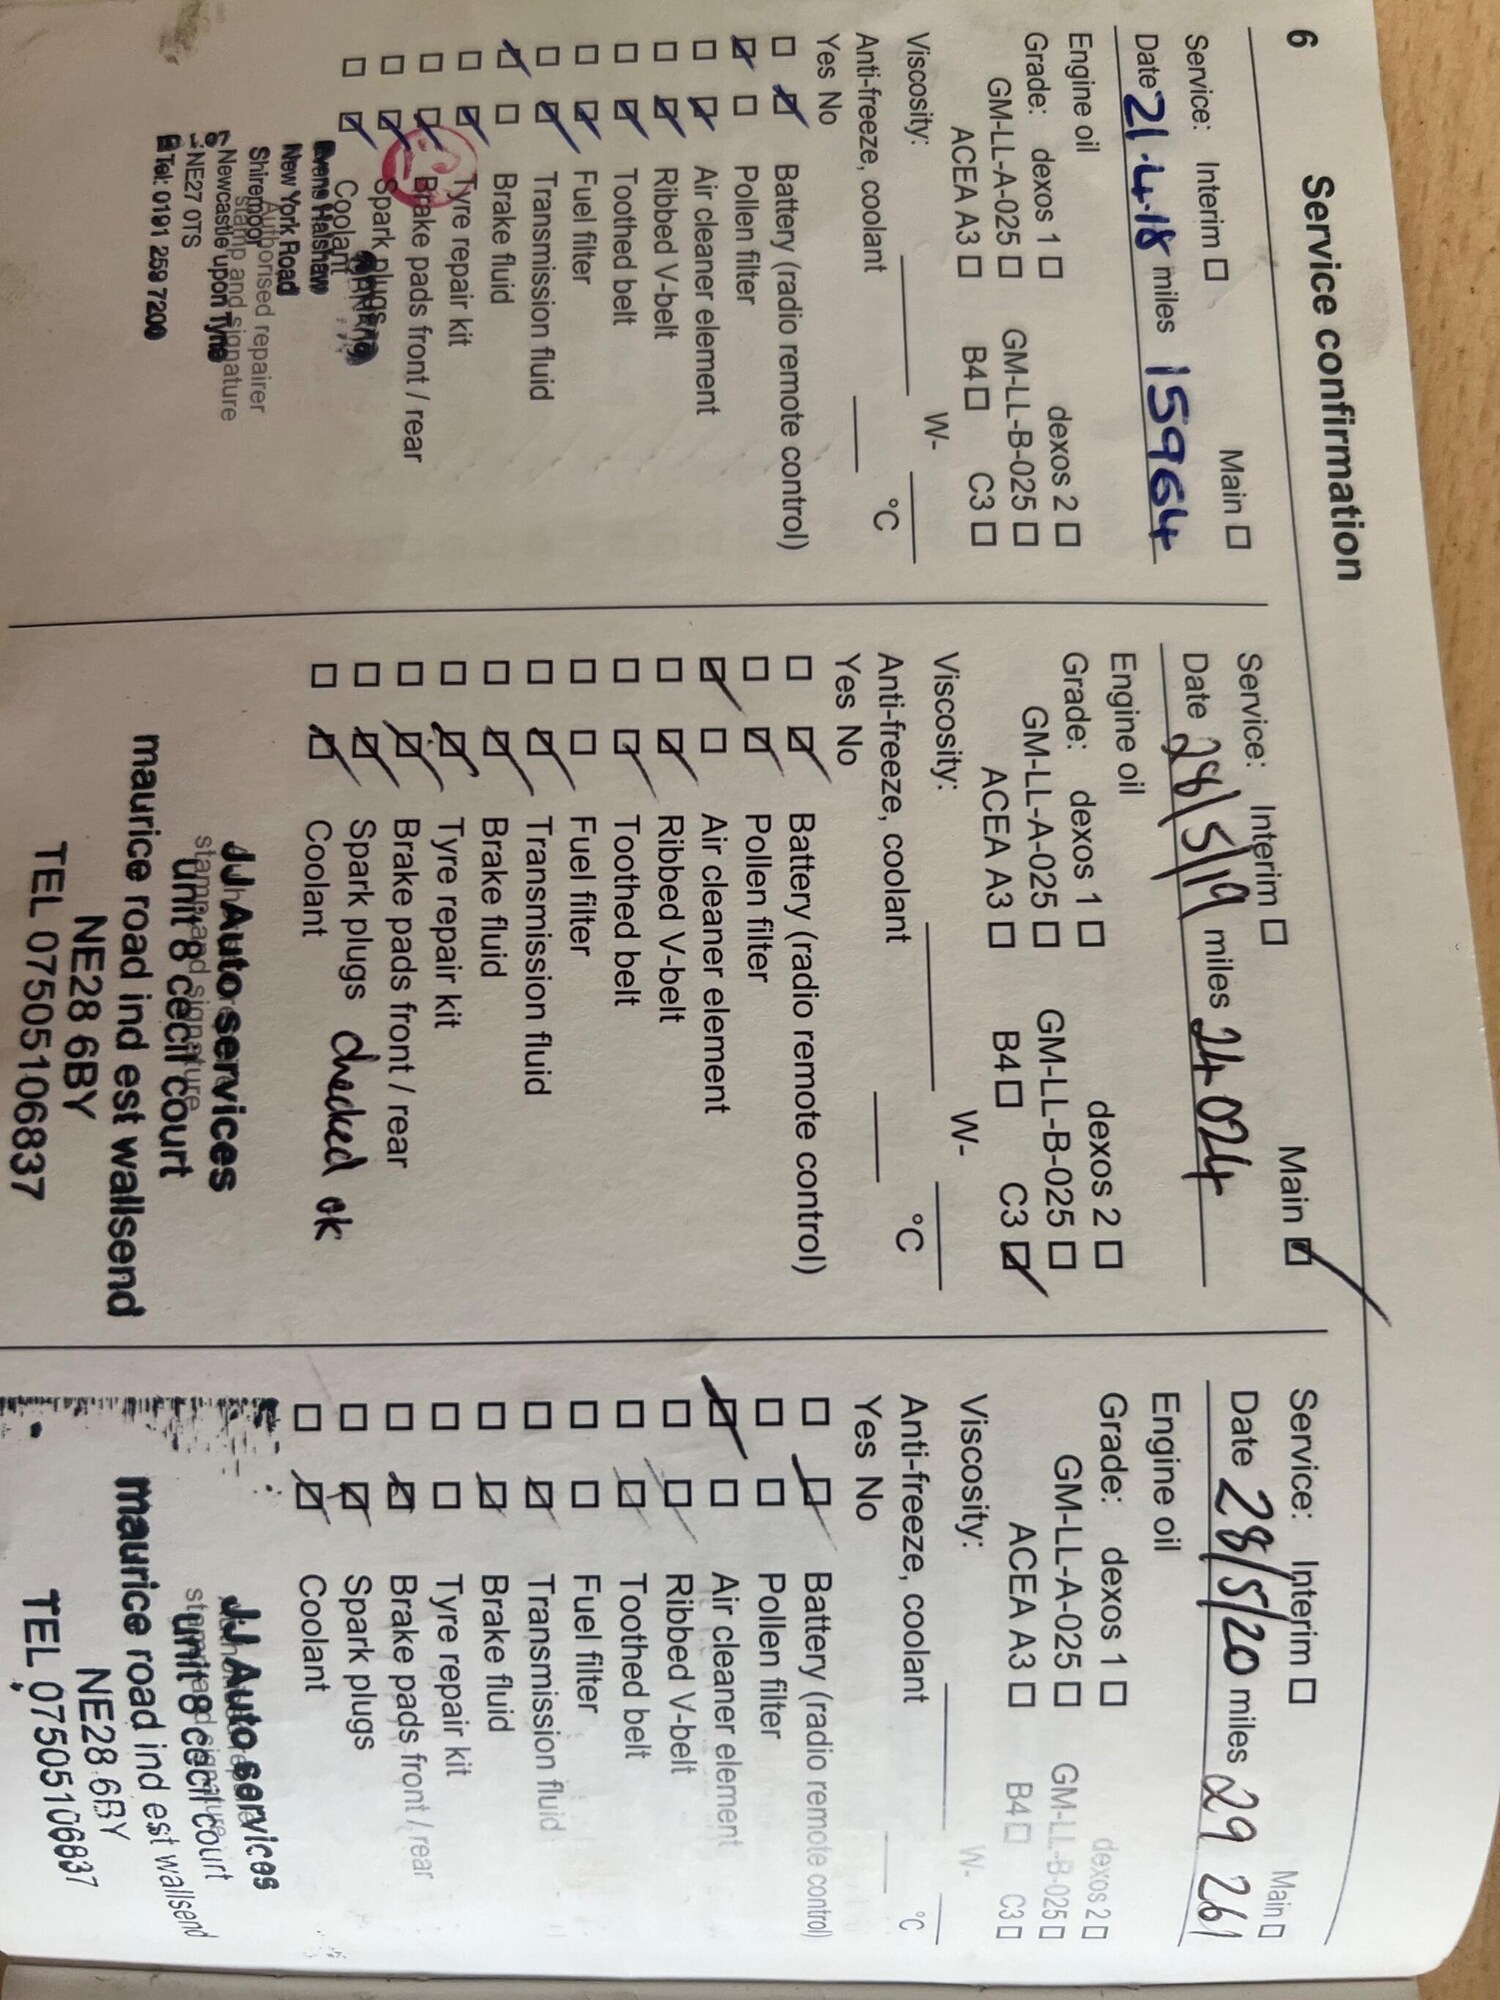 6 Service confirmation
Service: Interim ☐ Main ☐
Date 21.4.18 miles 15964
Engine oil
Grade: dexos 1 ☐ dexos 2 ☐
GM-LL-A-025 ☐ GM-LL-B-025 ☐
ACEA A3 ☐ B4 ☐ C3 ☐
Viscosity: W-
Anti-freeze, coolant °C
Yes No
☐ ☑ Battery (radio remote control)
☑ ☐ Pollen filter
☐ ☑ Air cleaner element
☐ ☑ Ribbed V-belt
☐ ☑ Toothed belt
☐ ☑ Fuel filter
☐ ☑ Transmission fluid
☑ ☐ Brake fluid
☐ ☑ Tyre repair kit
☐ ☑ Brake pads front / rear
☐ ☑ Spark plugs
☐ ☑ Coolant
Evans Halshaw
New York Road
Shiremoor
Authorised repairer
stamp and signature
Newcastle upon Tyne
NE27 0TS
Tel: 0191 259 7200
Service: Interim ☐ Main ☑
Date 28/5/19 miles 24024
Engine oil
Grade: dexos 1 ☐ dexos 2 ☐
GM-LL-A-025 ☐ GM-LL-B-025 ☐
ACEA A3 ☐ B4 ☐ C3 ☑
Viscosity: W-
Anti-freeze, coolant °C
Yes No
☐ ☑ Battery (radio remote control)
☐ ☑ Pollen filter
☑ ☐ Air cleaner element
☐ ☑ Ribbed V-belt
☐ ☑ Toothed belt
☐ ☐ Fuel filter
☐ ☑ Transmission fluid
☐ ☑ Brake fluid
☐ ☑ Tyre repair kit
☐ ☑ Brake pads front / rear
☐ ☑ Spark plugs checked ok
☐ ☑ Coolant
JJ Auto services
stamp and signature
unit 8 cecil court
maurice road ind est wallsend
NE28 6BY
TEL 07505106837
Service: Interim ☐ Main ☐
Date 28/5/20 miles 29 261
Engine oil
Grade: dexos 1 ☐ dexos 2 ☐
GM-LL-A-025 ☐ GM-LL-B-025 ☐
ACEA A3 ☐ B4 ☐ C3 ☐
Viscosity: W-
Anti-freeze, coolant °C
Yes No
☐ ☑ Battery (radio remote control)
☐ ☐ Pollen filter
☑ ☐ Air cleaner element
☐ ☑ Ribbed V-belt
☐ ☑ Toothed belt
☐ ☐ Fuel filter
☐ ☑ Transmission fluid
☐ ☑ Brake fluid
☐ ☐ Tyre repair kit
☐ ☑ Brake pads front / rear
☐ ☑ Spark plugs
☐ ☑ Coolant
JJ Auto services
stamp and signature
unit 8 cecil court
maurice road ind est wallsend
NE28 6BY
TEL 07505106837